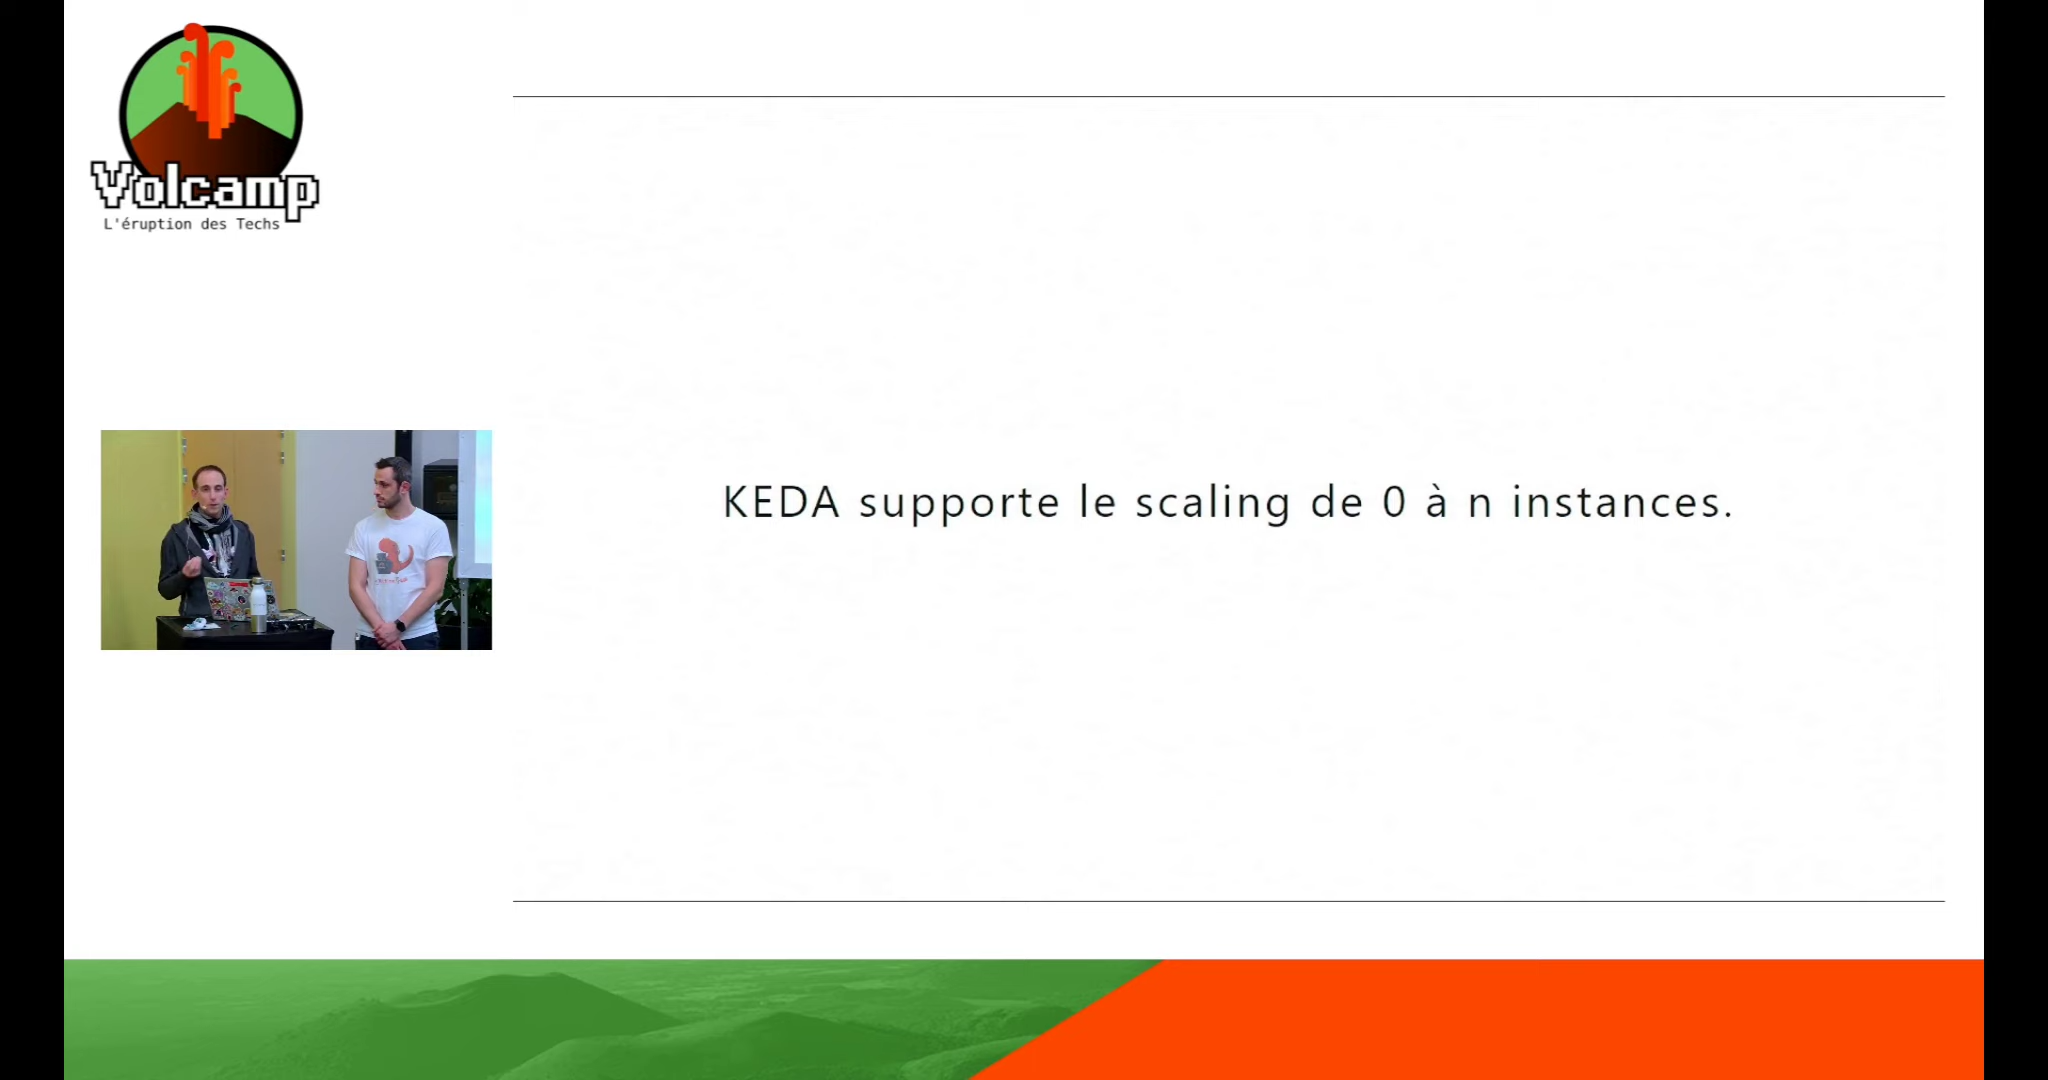 Volcamp
L'éruption des Techs
KEDA supporte le scaling de 0 à n instances.